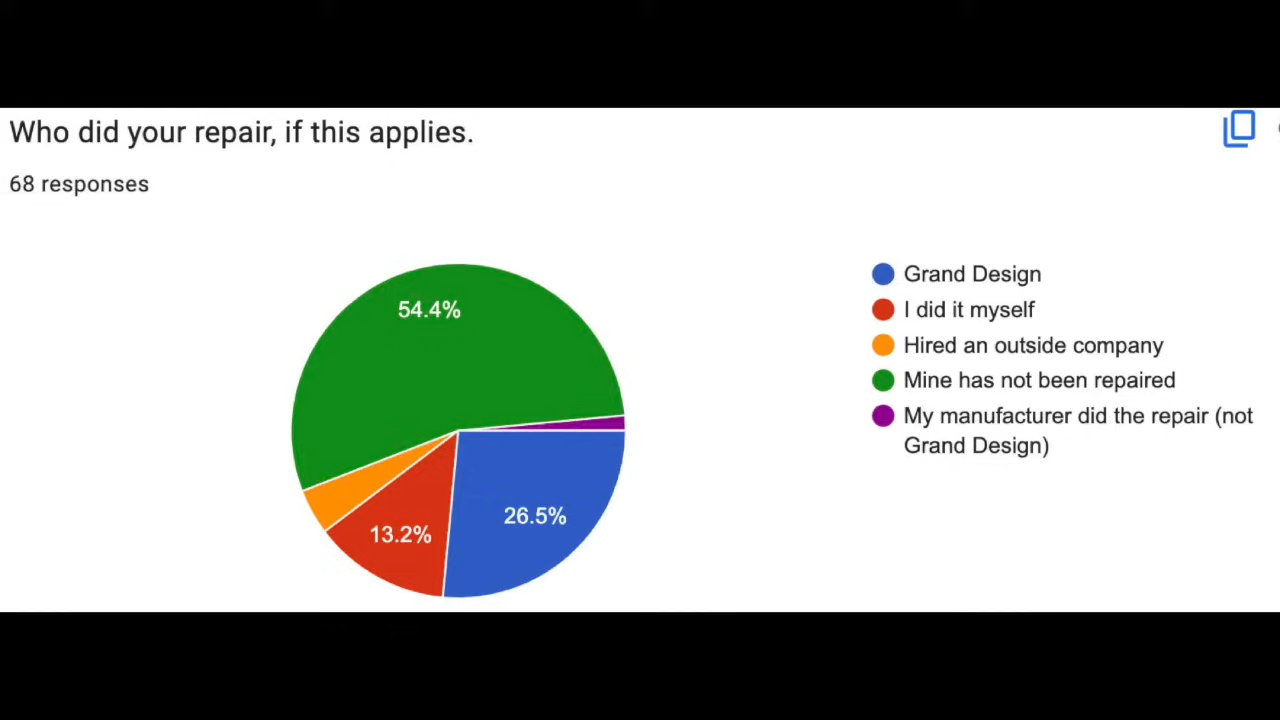 Who did your repair, if this applies.
68 responses
54.4%
13.2%
26.5%
Grand Design
I did it myself
Hired an outside company
Mine has not been repaired
My manufacturer did the repair (not
Grand Design)